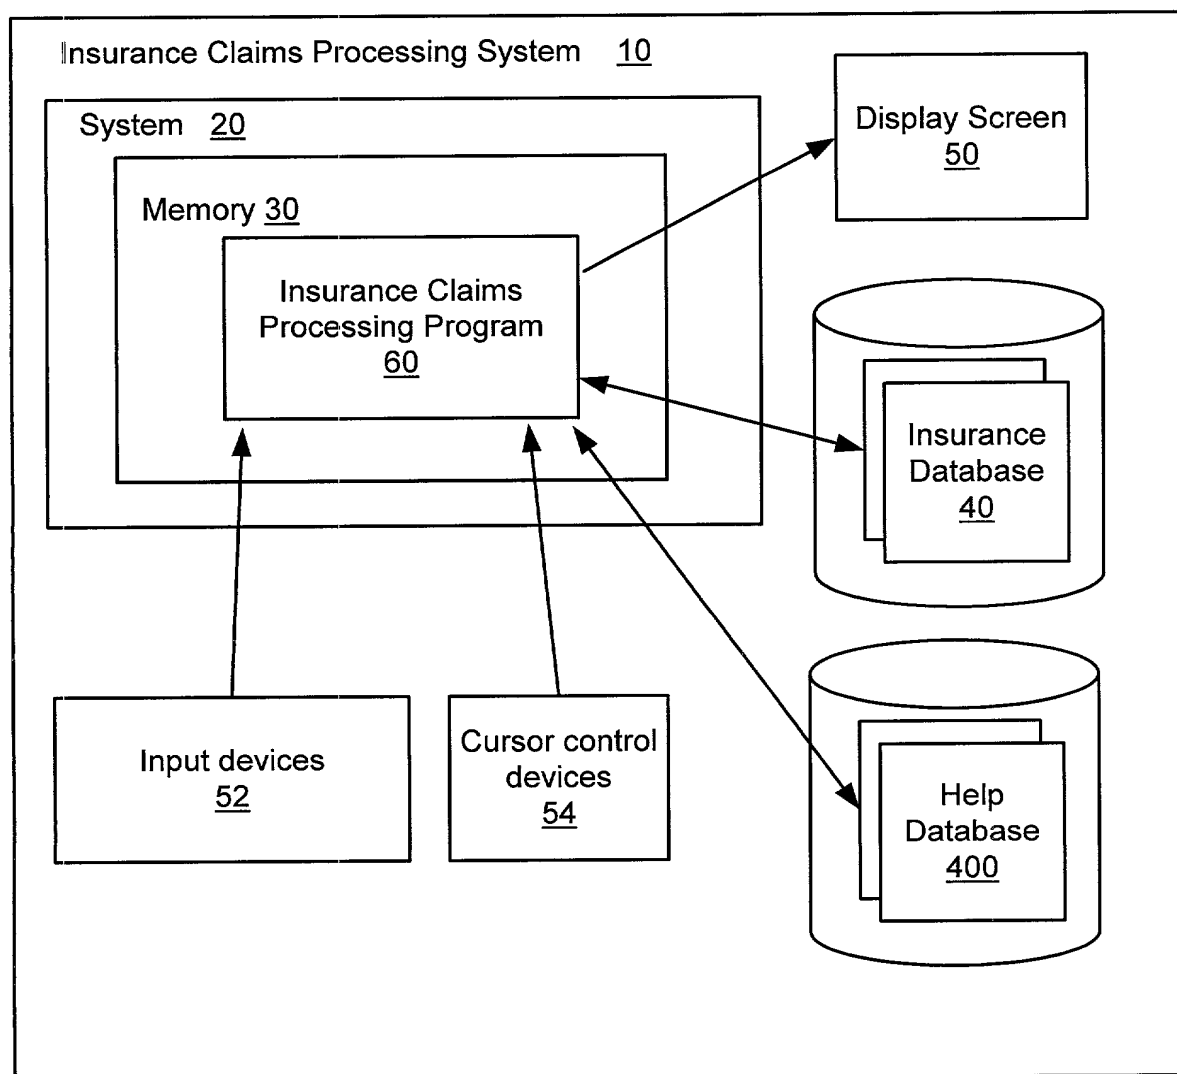 Insurance Claims Processing System 10
System 20
Memory 30
Insurance Claims
Processing Program
60
Display Screen
50
Insurance
Database
40
Input devices
52
Cursor control
devices
54
Help
Database
400